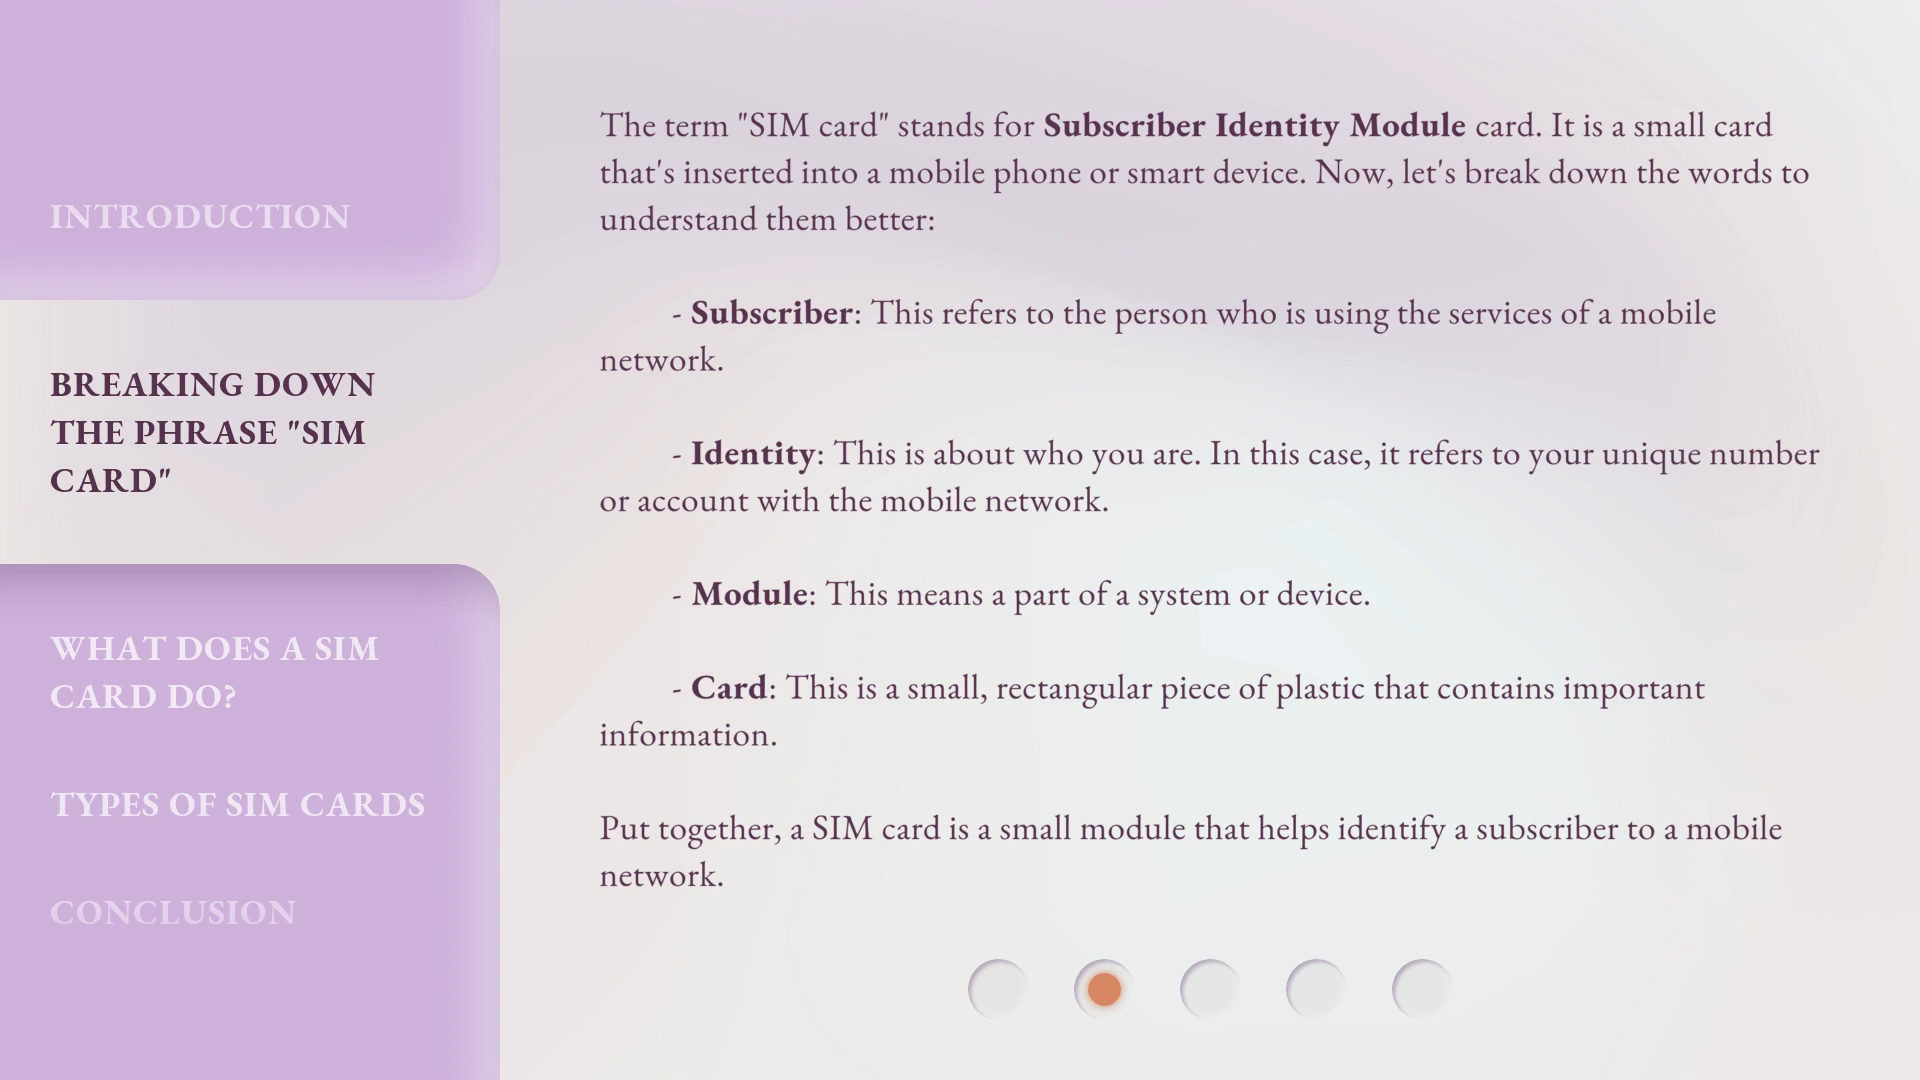 INTRODUCTION
BREAKING DOWN
THE PHRASE "SIM
CARD"
WHAT DOES A SIM
CARD DO?
TYPES OF SIM CARDS
CONCLUSION
The term "SIM card" stands for Subscriber Identity Module card. It is a small card
that's inserted into a mobile phone or smart device. Now, let's break down the words to
understand them better:
- Subscriber: This refers to the person who is using the services of a mobile
network.
- Identity: This is about who you are. In this case, it refers to your unique number
or account with the mobile network.
- Module: This means a part of a system or device.
- Card: This is a small, rectangular piece of plastic that contains important
information.
Put together, a SIM card is a small module that helps identify a subscriber to a mobile
network.